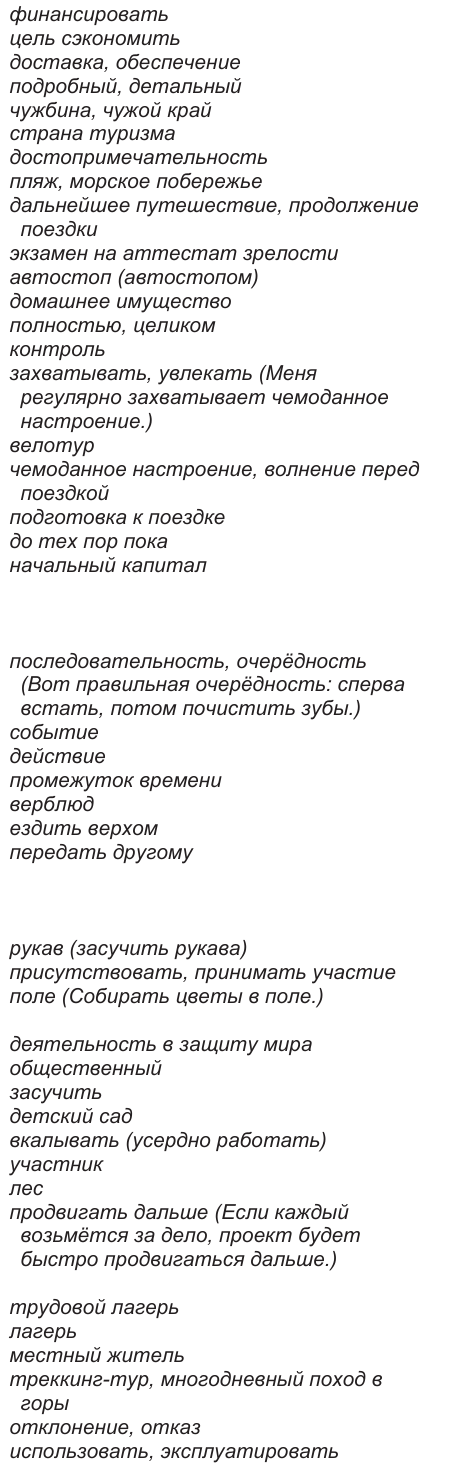 финансировать
цель сэкономить
доставка, обеспечение
подробный, детальный
чужбина, чужой край
страна туризма
достопримечательность
пляж, морское побережье
дальнейшее путешествие, продолжение
поездки
экзамен на аттестат зрелости
автостоп (автостопом)
домашнее имущество
полностью, целиком
контроль
захватывать, увлекать (Меня
регулярно захватывает чемоданное
настроение.)
велотур
чемоданное настроение, волнение перед
поездкой
подготовка к поездке
до тех пор пока
начальный капитал
последовательность, очерёдность
(Вот правильная очерёдность: сперва
встать, потом почистить зубы.)
событие
действие
промежуток времени
верблюд
ездить верхом
передать другому
рукав (засучить рукава)
присутствовать, принимать участие
поле (Собирать цветы в поле.)
деятельность в защиту мира
общественный
засучить
детский сад
вкалывать (усердно работать)
участник
лес
продвигать дальше (Если каждый
возьмётся за дело, проект будет
быстро продвигаться дальше.)
трудовой лагерь
лагерь
местный житель
треккинг-тур, многодневный поход в
горы
отклонение, отказ
использовать, эксплуатировать